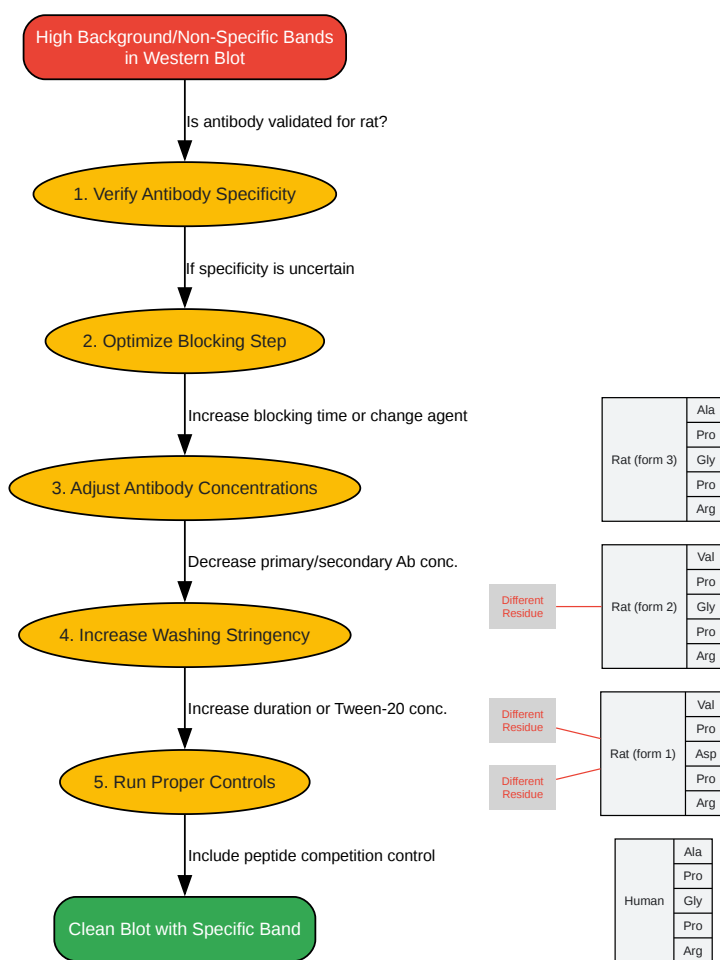 High Background/Non-Specific Bands
in Western Blot
Is antibody validated for rat?
1. Verify Antibody Specificity
If specificity is uncertain
2. Optimize Blocking Step
Increase blocking time or change agent
3. Adjust Antibody Concentrations
Decrease primary/secondary Ab conc.
4. Increase Washing Stringency
Increase duration or Tween-20 conc.
5. Run Proper Controls
Include peptide competition control
Clean Blot with Specific Band
Rat (form 3)
Ala
Pro
Gly
Pro
Arg
Different
Residue
Rat (form 2)
Val
Pro
Gly
Pro
Arg
Different
Residue
Different
Residue
Rat (form 1)
Val
Pro
Asp
Pro
Arg
Human
Ala
Pro
Gly
Pro
Arg